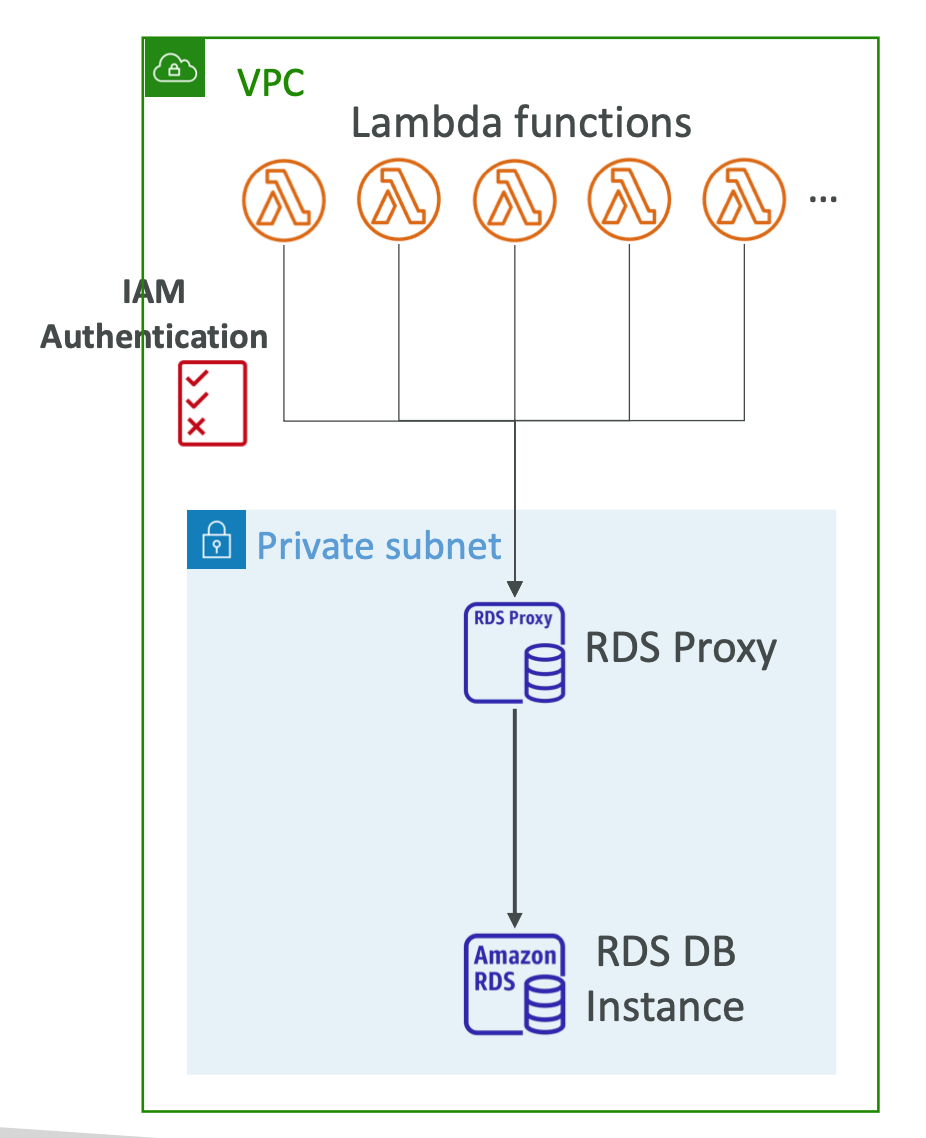 VPC
Lambda functions
...
IAM
Authentication
Private subnet
RDS Proxy
RDS Proxy
Amazon
RDS
RDS DB
Instance